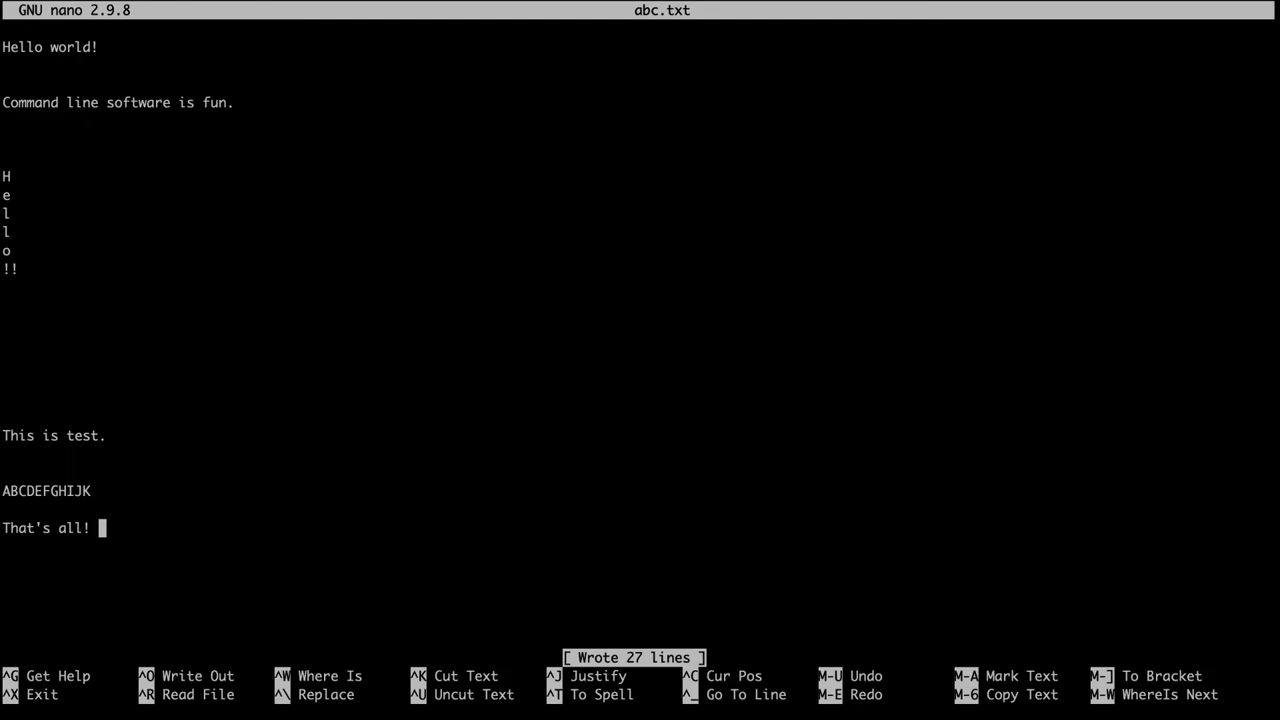 GNU nano 2.9.8 abc.txt
Hello world!
Command line software is fun.
H
e
l
l
o
!!
This is test.
ABCDEFGHIJK
That's all!
[ Wrote 27 lines ]
^G Get Help ^O Write Out ^W Where Is ^K Cut Text ^J Justify ^C Cur Pos M-U Undo M-A Mark Text M-] To Bracket
^X Exit ^R Read File ^\ Replace ^U Uncut Text ^T To Spell ^_ Go To Line M-E Redo M-6 Copy Text M-W WhereIs Next